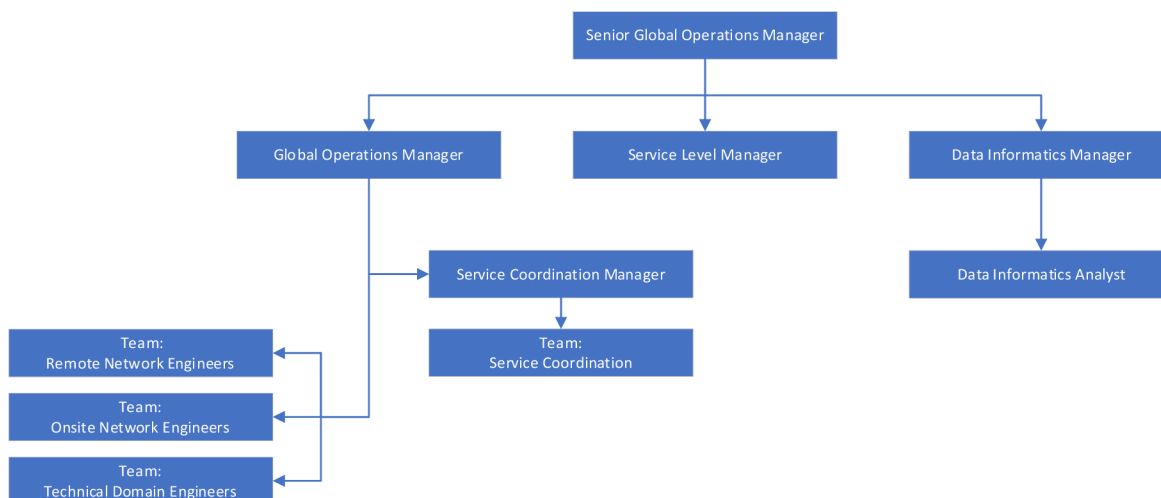 Senior Global Operations Manager
Global Operations Manager
Service Level Manager
Data Informatics Manager
Service Coordination Manager
Data Informatics Analyst
Team:
Remote Network Engineers
Team:
Service Coordination
Team:
Onsite Network Engineers
Team:
Technical Domain Engineers